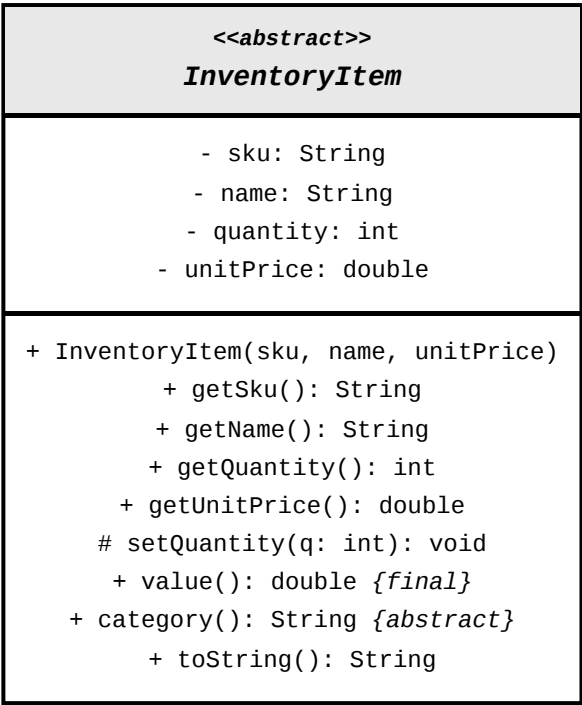 <<abstract>>
InventoryItem
- sku: String
- name: String
- quantity: int
- unitPrice: double
+ InventoryItem(sku, name, unitPrice)
+ getSku(): String
+ getName(): String
+ getQuantity(): int
+ getUnitPrice(): double
# setQuantity(q: int): void
+ value(): double {final}
+ category(): String {abstract}
+ toString(): String